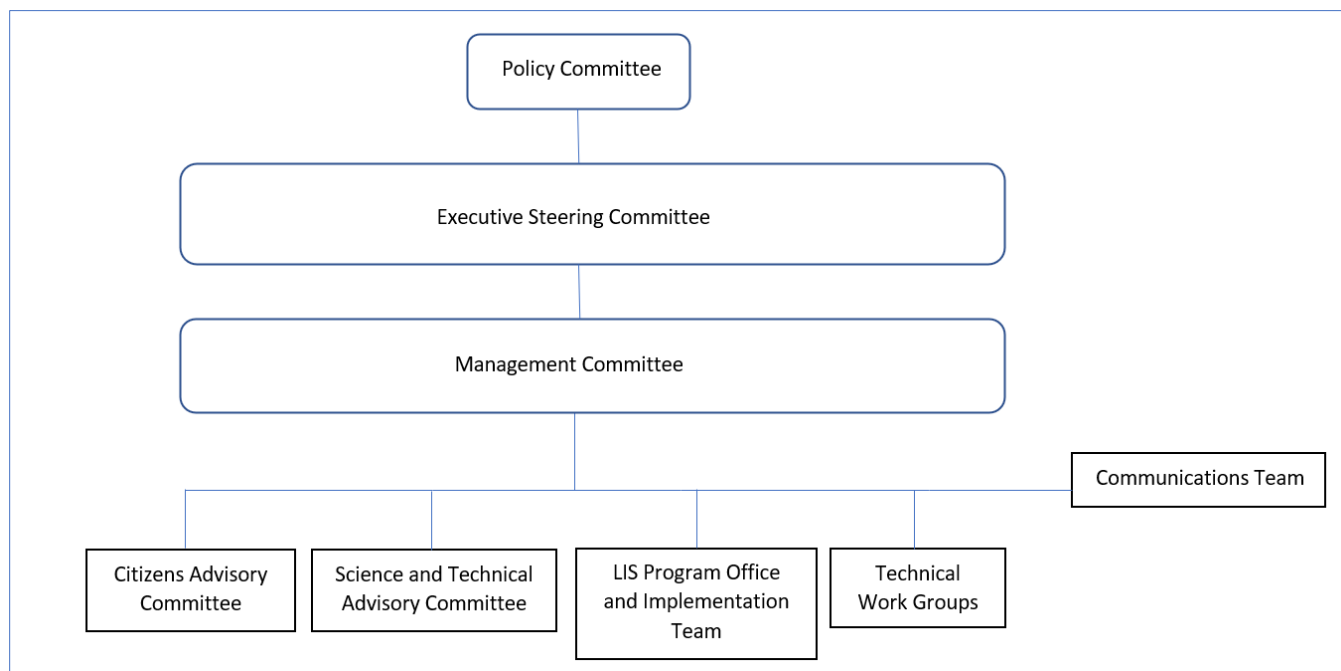 Policy Committee
Executive Steering Committee
Management Committee
Communications Team
Citizens Advisory
Committee
Science and Technical
Advisory Committee
LIS Program Office
and Implementation
Team
Technical
Work Groups